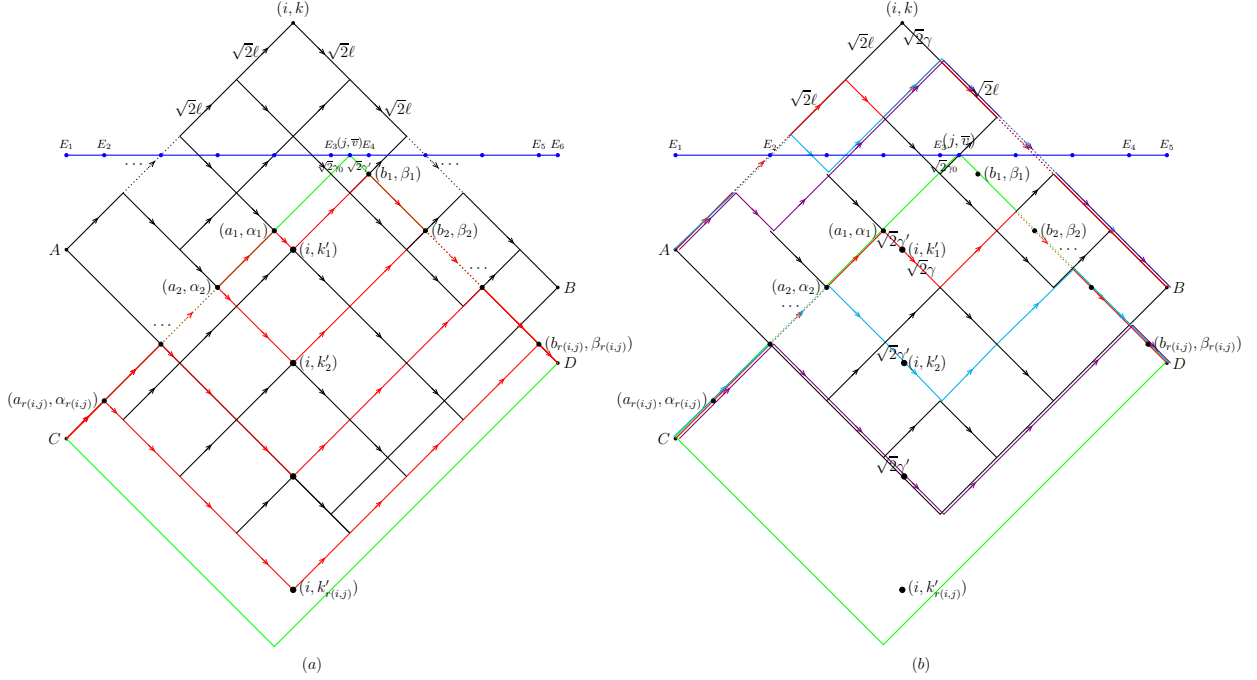 (i, k)
√2ℓ
√2ℓ
√2ℓ
√2ℓ
E₁
E₂
E₃
(j, v̅)
E₄
E₅
E₆
⋯
⋯
√2γ₀
√2γ′
(b₁, β₁)
(a₁, α₁)
(b₂, β₂)
A
(i, k′₁)
⋯
(a₂, α₂)
B
⋯
⋯
(b_{r(i,j)}, β_{r(i,j)})
(i, k′₂)
D
(a_{r(i,j)}, α_{r(i,j)})
C
(i, k′_{r(i,j)})
(a)
(i, k)
√2ℓ
√2γ
√2ℓ
√2ℓ
E₁
E₂
E₃
(j, v̅)
E₄
E₅
√2γ₀
(b₁, β₁)
(a₁, α₁)
(b₂, β₂)
√2γ′
A
(i, k′₁)
⋯
√2γ
(a₂, α₂)
B
⋯
(b_{r(i,j)}, β_{r(i,j)})
√2γ′
(i, k′₂)
D
(a_{r(i,j)}, α_{r(i,j)})
C
√2γ′
(i, k′_{r(i,j)})
(b)